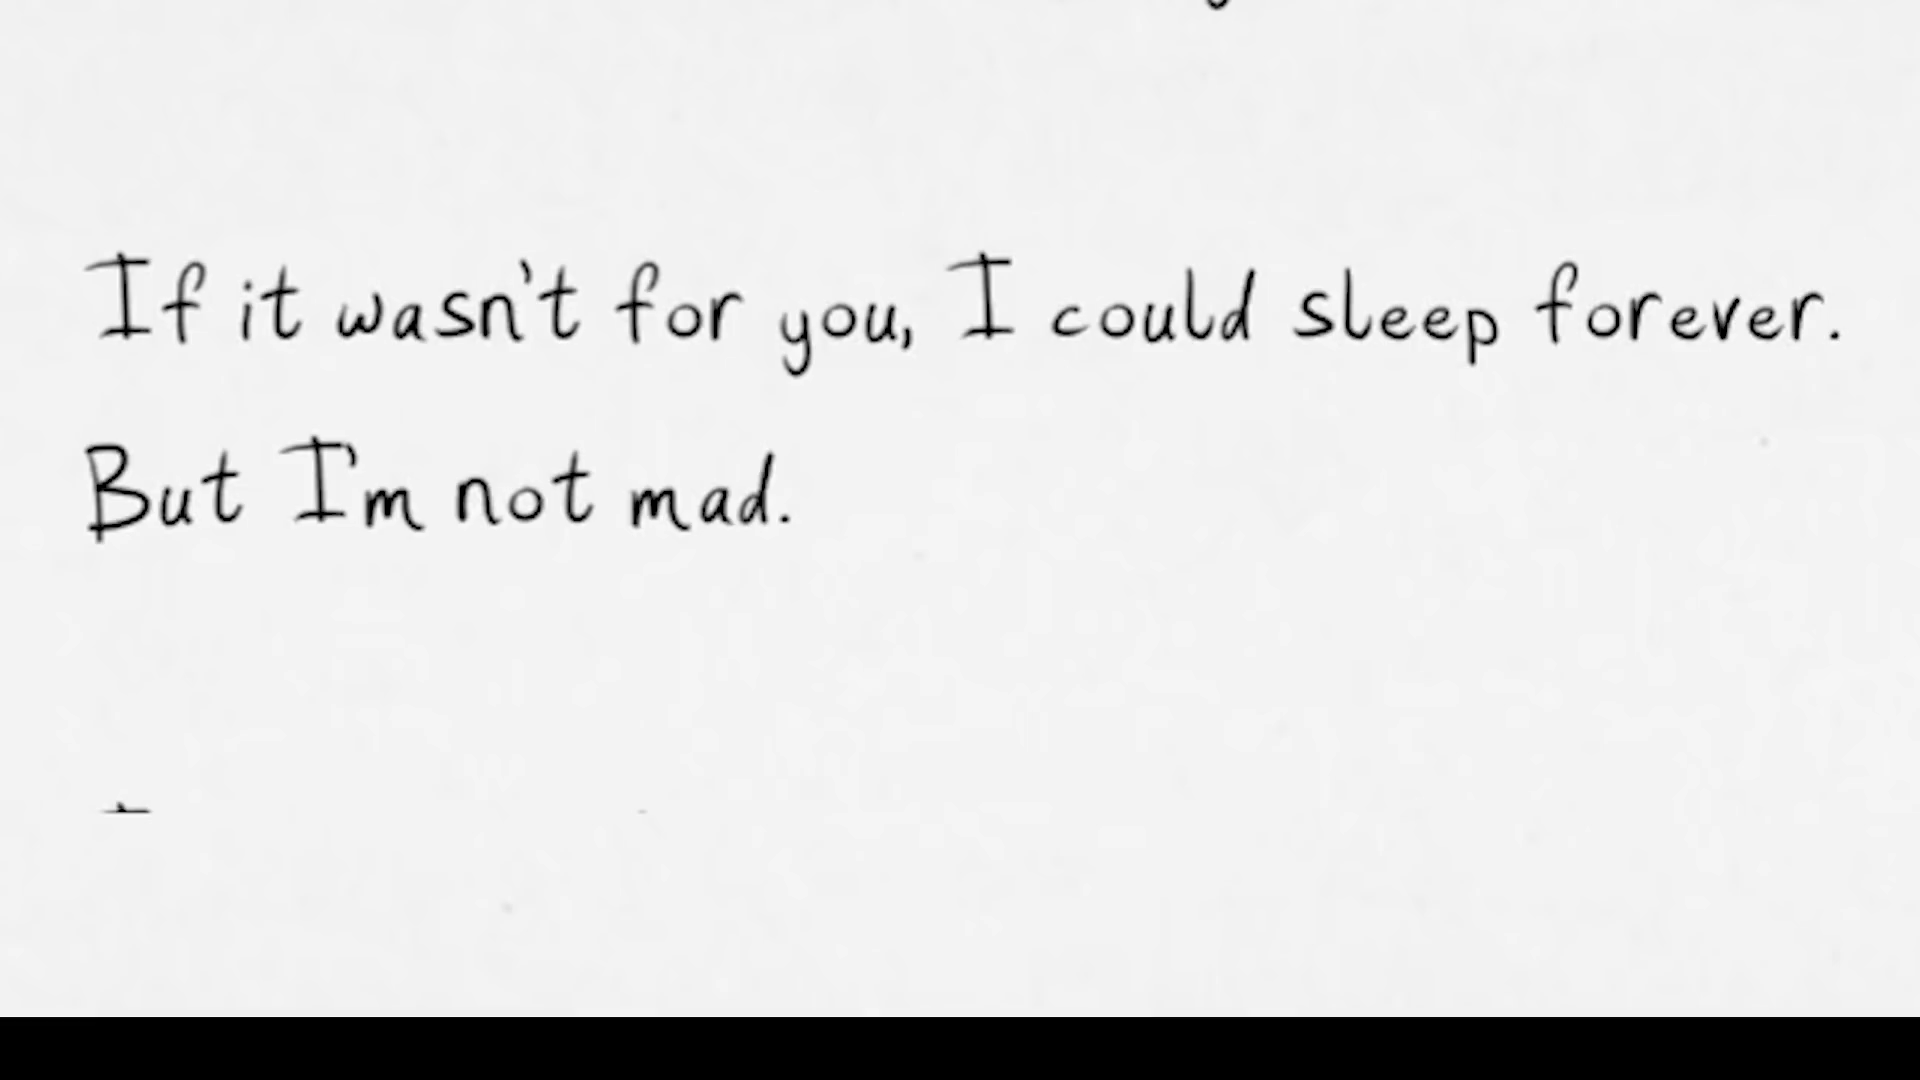 If it wasn't for you, I could sleep forever.
But I'm not mad.